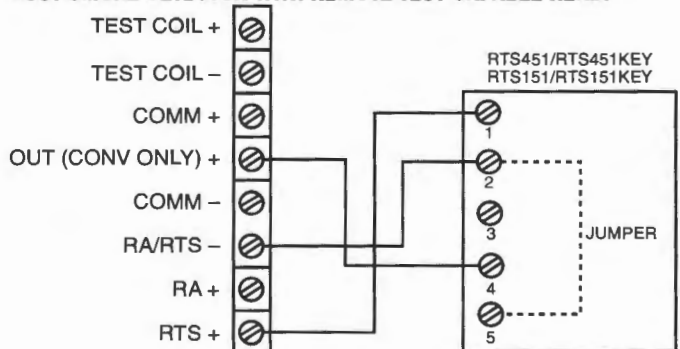 TEST COIL +
TEST COIL –
COMM +
OUT (CONV ONLY) +
COMM –
RA/RTS –
RA +
RTS +
RTS451/RTS451KEY
RTS151/RTS151KEY
1
2
3
4
5
JUMPER